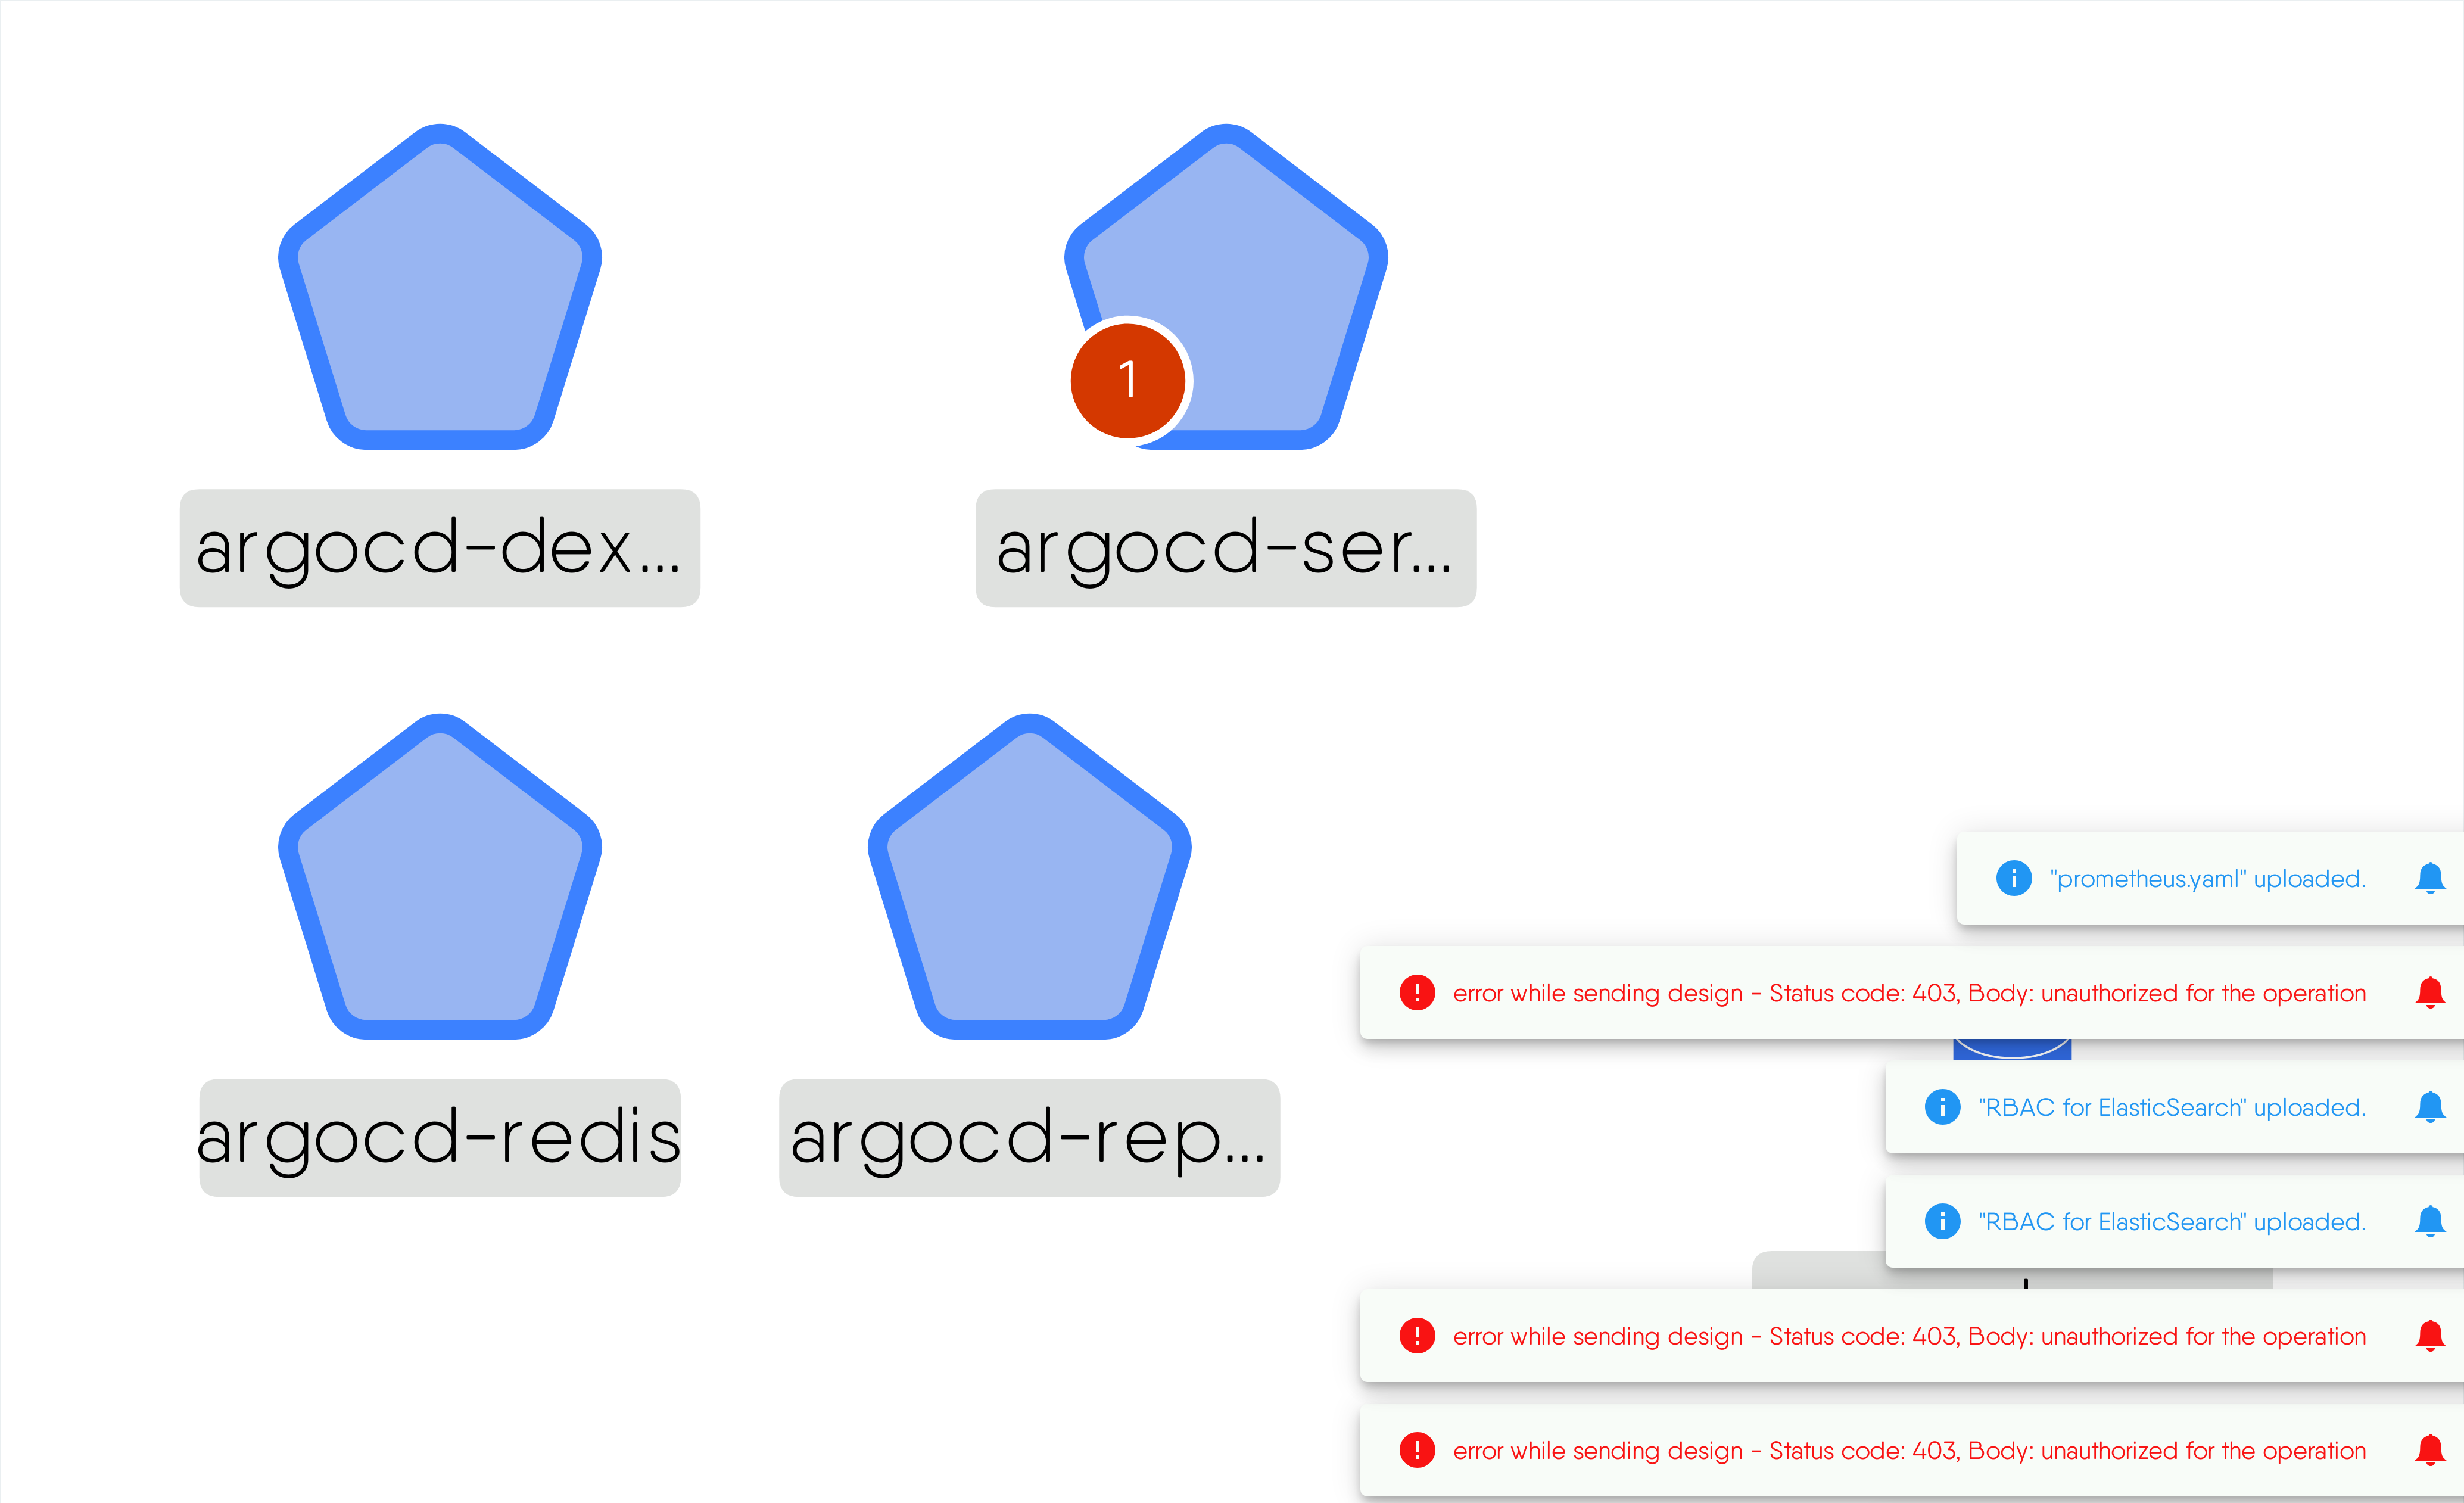 1
argocd-dex...
argocd-ser...
argocd-redis
argocd-rep...
"prometheus.yaml" uploaded.
error while sending design - Status code: 403, Body: unauthorized for the operation
"RBAC for ElasticSearch" uploaded.
"RBAC for ElasticSearch" uploaded.
error while sending design - Status code: 403, Body: unauthorized for the operation
error while sending design - Status code: 403, Body: unauthorized for the operation